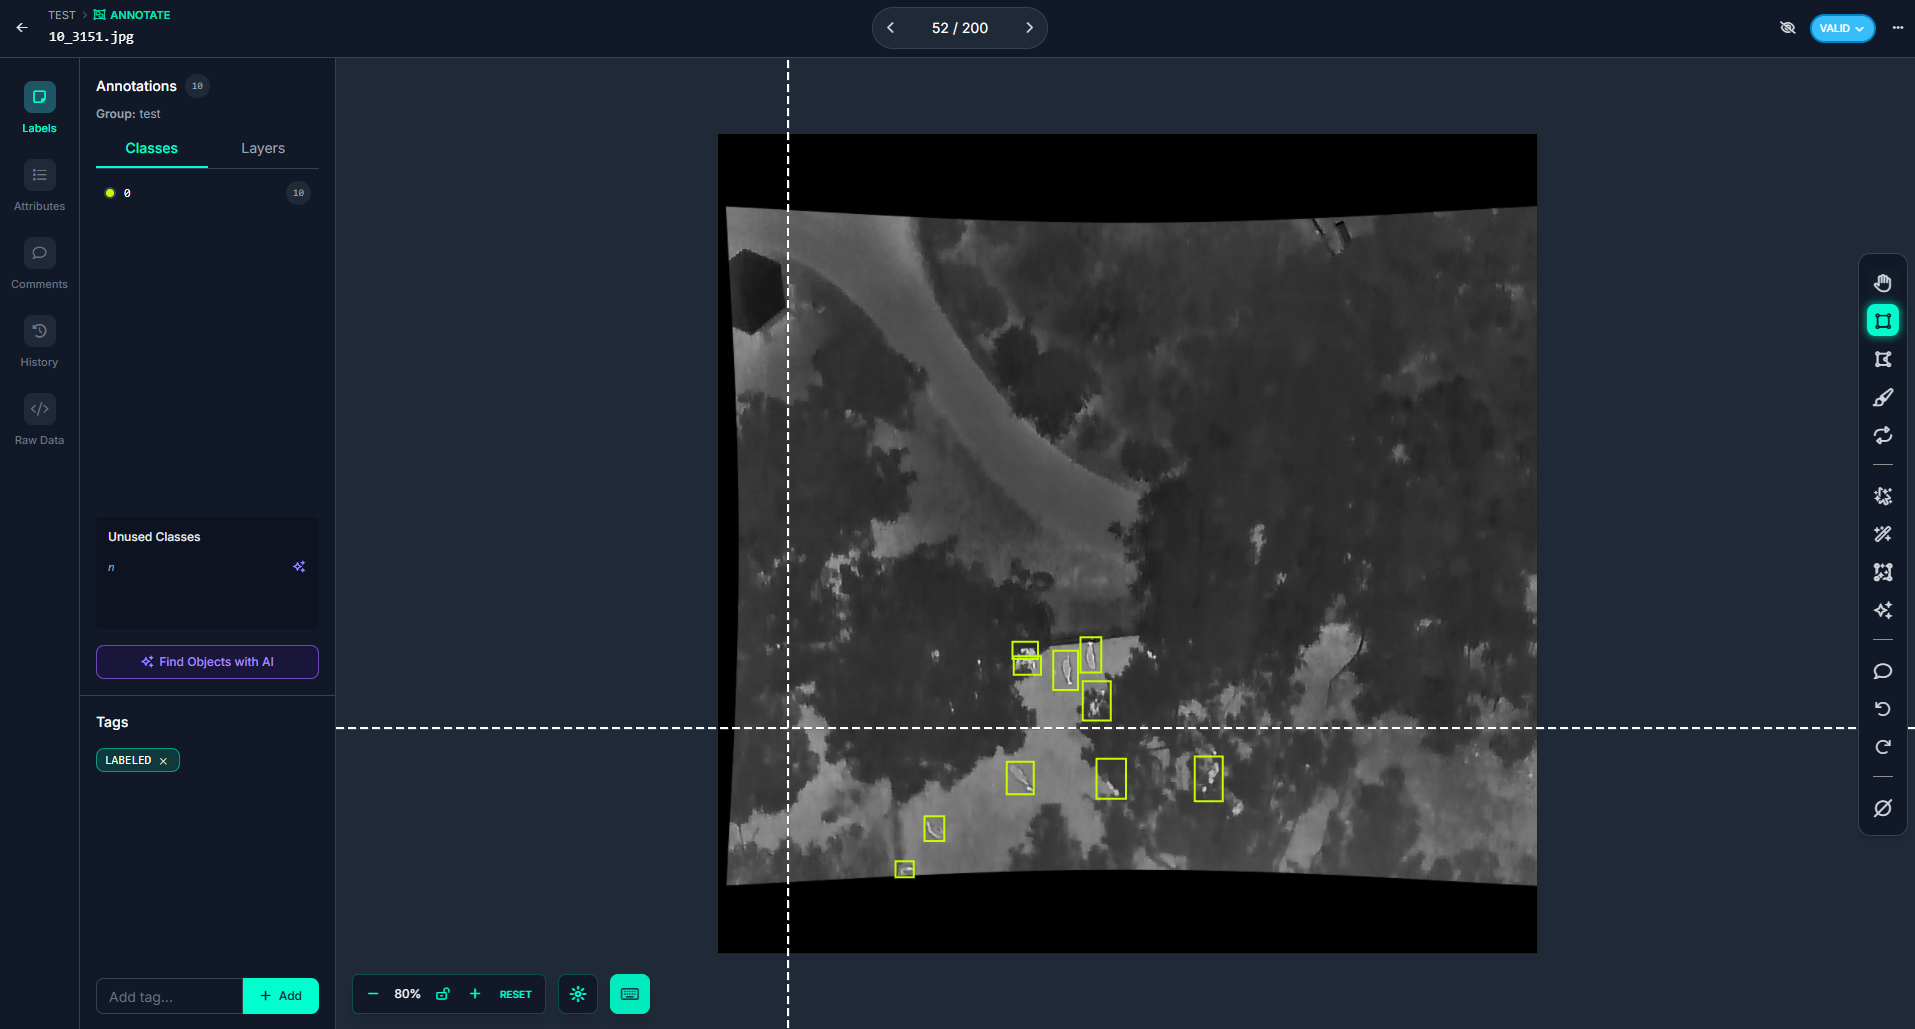 TEST > ANNOTATE
10_3151.jpg
52 / 200
VALID
Labels
Attributes
Comments
History
Raw Data
Annotations 10
Group: test
Classes Layers
0 10
Unused Classes
n
Find Objects with AI
Tags
LABELED ×
Add tag...
+ Add
− 80% + RESET